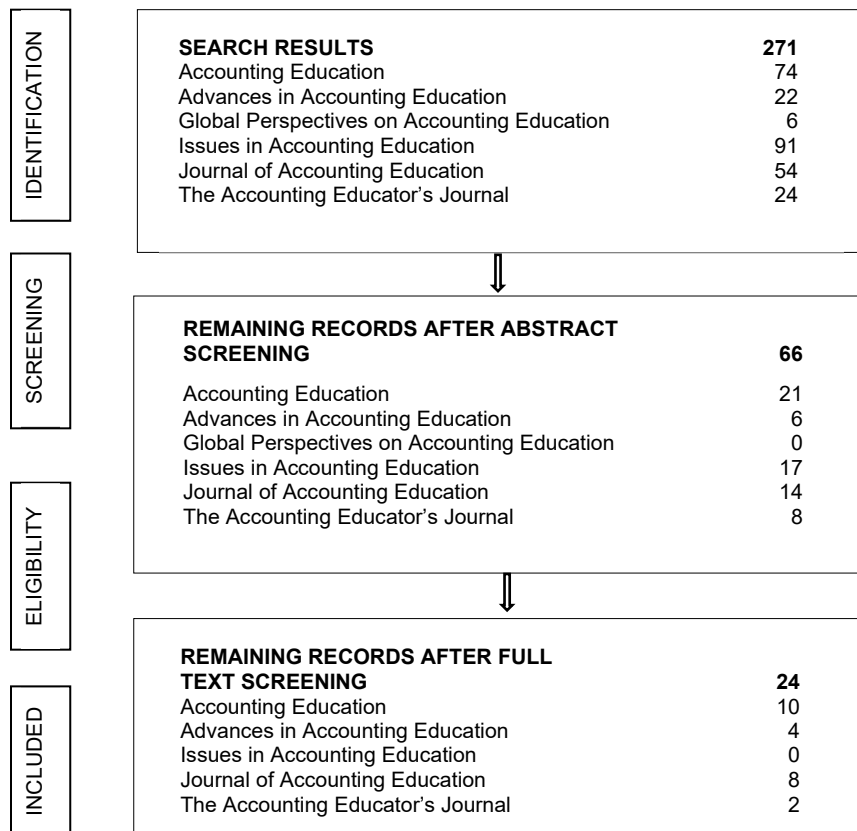 IDENTIFICATION
SEARCH RESULTS 271
Accounting Education 74
Advances in Accounting Education 22
Global Perspectives on Accounting Education 6
Issues in Accounting Education 91
Journal of Accounting Education 54
The Accounting Educator’s Journal 24
SCREENING
REMAINING RECORDS AFTER ABSTRACT
SCREENING 66
Accounting Education 21
Advances in Accounting Education 6
Global Perspectives on Accounting Education 0
Issues in Accounting Education 17
Journal of Accounting Education 14
The Accounting Educator’s Journal 8
ELIGIBILITY
REMAINING RECORDS AFTER FULL
TEXT SCREENING 24
Accounting Education 10
Advances in Accounting Education 4
Issues in Accounting Education 0
Journal of Accounting Education 8
The Accounting Educator’s Journal 2
INCLUDED